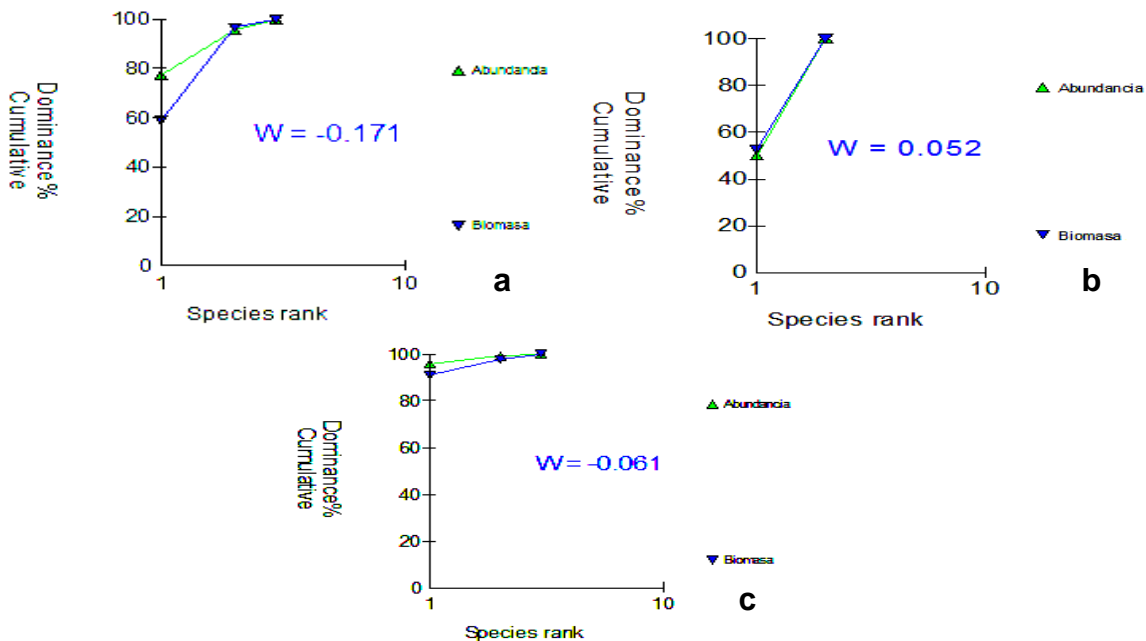 100
80
60
40
20
0
Dominance%
Cumulative
W = -0.171
Abundancia
Biomasa
1
10
Species rank
a
100
80
60
40
20
0
Dominance%
Cumulative
W = 0.052
Abundancia
Biomasa
1
10
Species rank
b
100
80
60
40
20
0
Dominance%
Cumulative
W = -0.061
Abundancia
Biomasa
1
10
Species rank
c